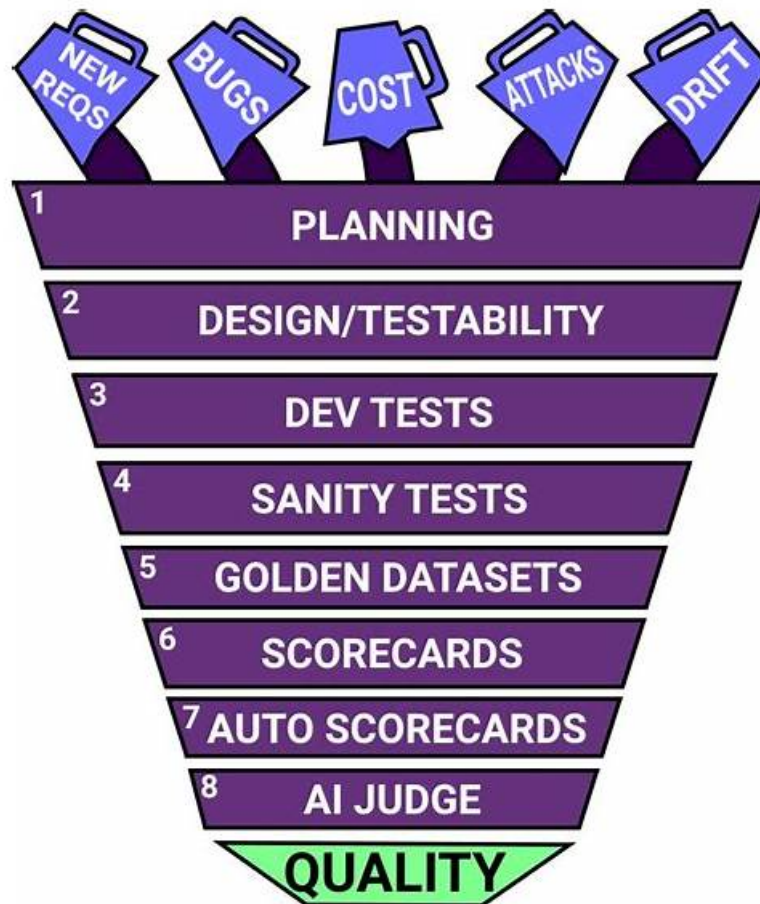 NEW
REQS
BUGS
COST
ATTACKS
DRIFT
1
PLANNING
2
DESIGN/TESTABILITY
3
DEV TESTS
4
SANITY TESTS
5
GOLDEN DATASETS
6
SCORECARDS
7
AUTO SCORECARDS
8
AI JUDGE
QUALITY